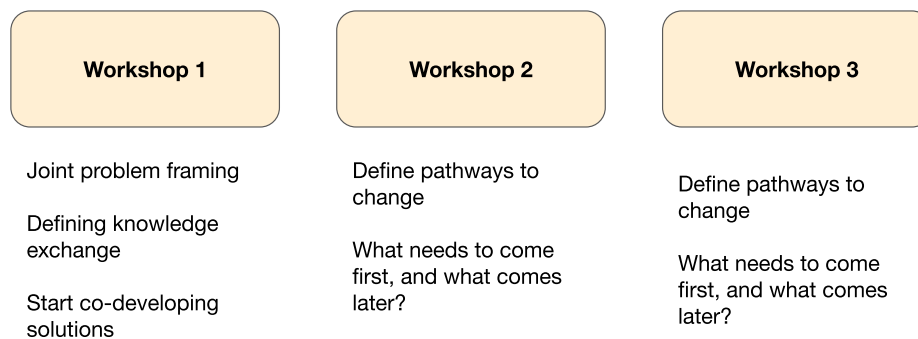 Workshop 1
Joint problem framing
Defining knowledge
exchange
Start co-developing
solutions
Workshop 2
Define pathways to
change
What needs to come
first, and what comes
later?
Workshop 3
Define pathways to
change
What needs to come
first, and what comes
later?